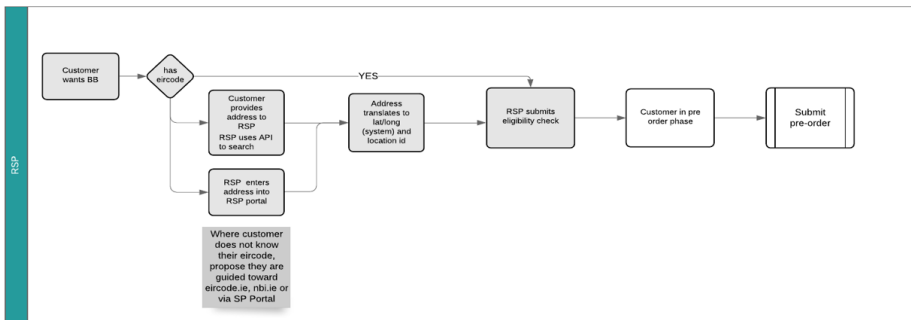 RSP
Customer
wants BB
has
eircode
YES
Customer
provides
address to
RSP
RSP uses API
to search
RSP enters
address into
RSP portal
Where customer
does not know
their eircode,
propose they are
guided toward
eircode.ie, nbi.ie or
via SP Portal
Address
translates to
lat/long
(system) and
location id
RSP submits
eligibility check
Customer in pre
order phase
Submit
pre-order